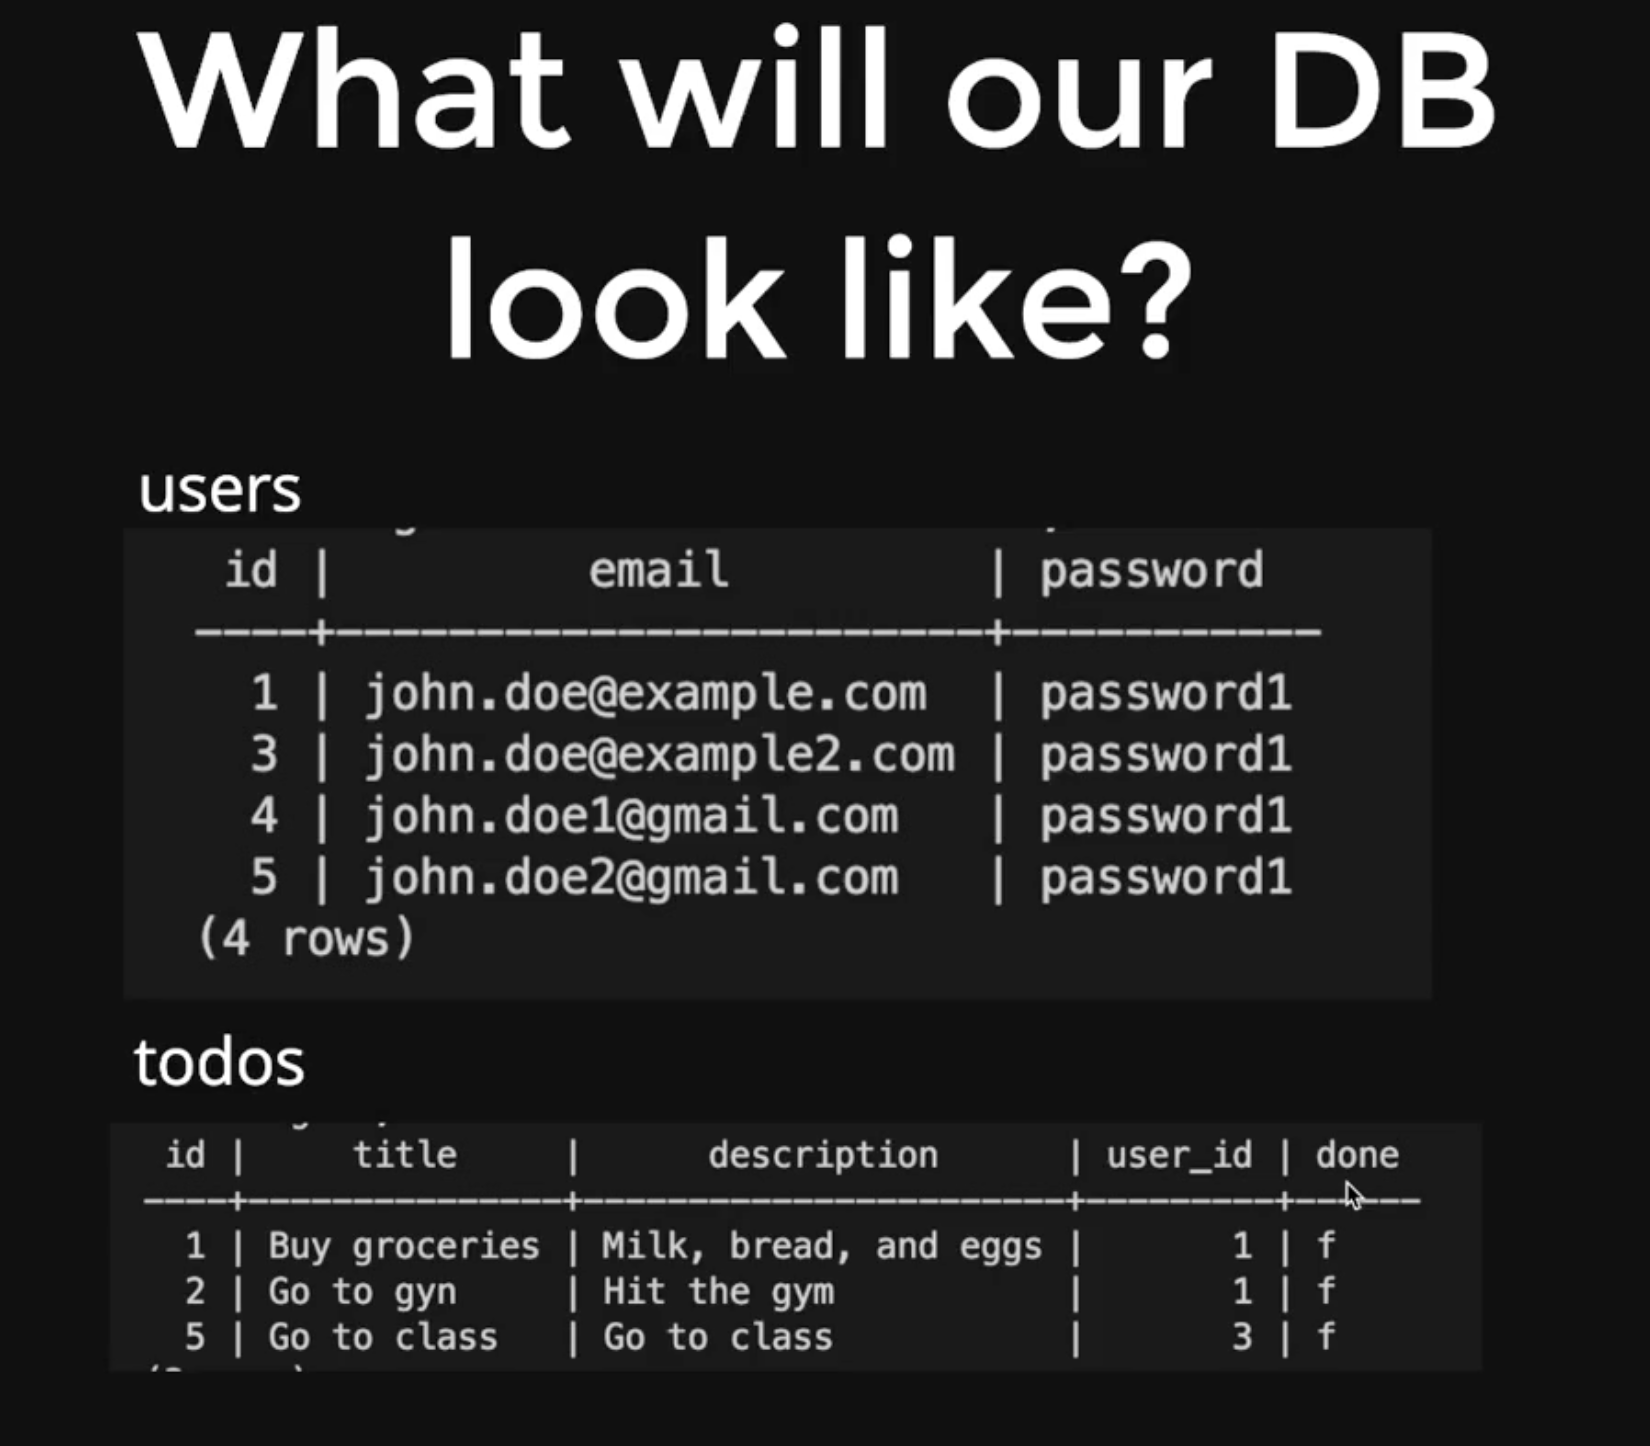 What will our DB
look like?
users
id | email | password
----+------------------------+-----------
1 | john.doe@example.com | password1
3 | john.doe@example2.com | password1
4 | john.doe1@gmail.com | password1
5 | john.doe2@gmail.com | password1
(4 rows)
todos
id | title | description | user_id | done
----+---------------+-----------------------+---------+------
1 | Buy groceries | Milk, bread, and eggs | 1 | f
2 | Go to gyn | Hit the gym | 1 | f
5 | Go to class | Go to class | 3 | f